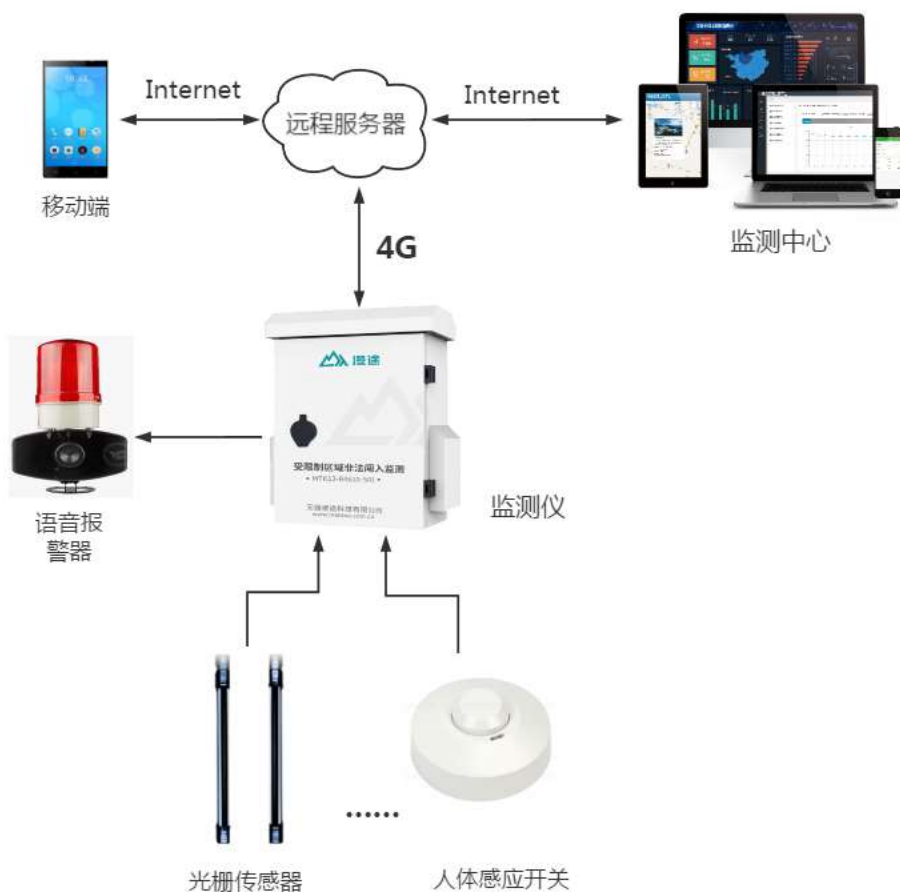 Internet
Internet
远程服务器
移动端
监测中心
4G
漫途
受限制区域非法闯入监测
监测仪
语音报
警器
......
光栅传感器
人体感应开关